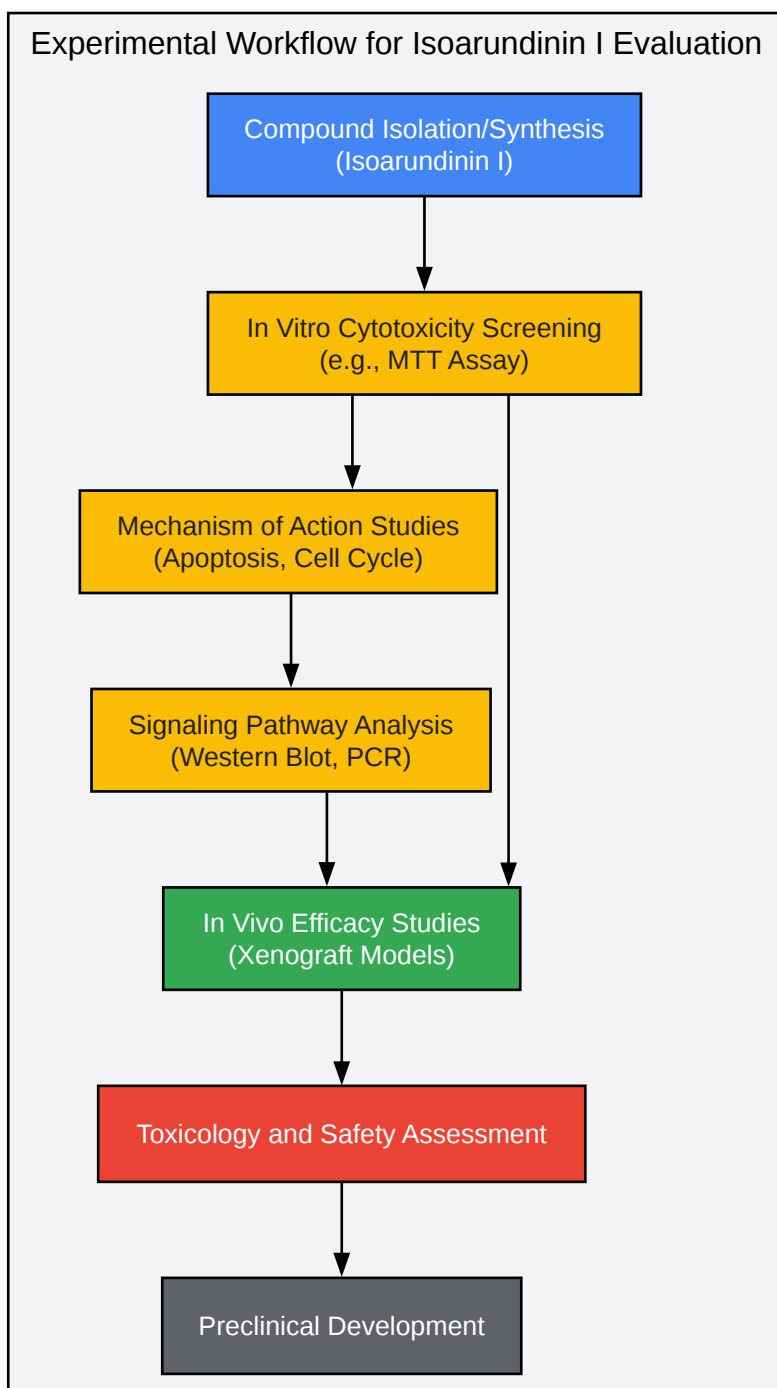 Experimental Workflow for Isoarundinin I Evaluation
Compound Isolation/Synthesis
(Isoarundinin I)
In Vitro Cytotoxicity Screening
(e.g., MTT Assay)
Mechanism of Action Studies
(Apoptosis, Cell Cycle)
Signaling Pathway Analysis
(Western Blot, PCR)
In Vivo Efficacy Studies
(Xenograft Models)
Toxicology and Safety Assessment
Preclinical Development